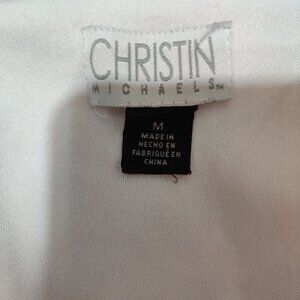 CHRISTIN
MICHAELS™
M
MADE IN
HECHO EN
FABRIQUÉ EN
CHINA